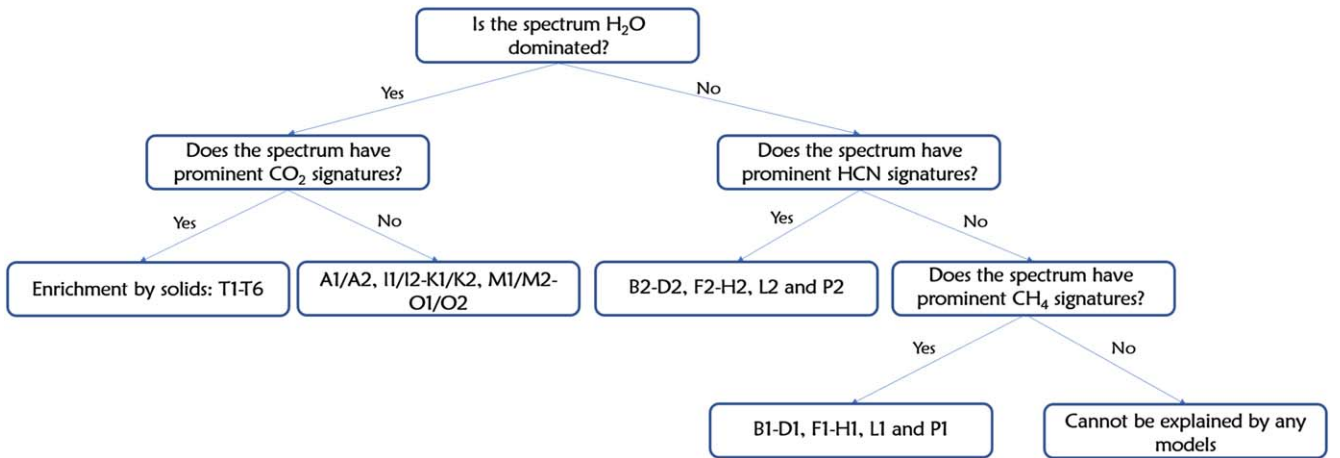 Is the spectrum H₂O
dominated?
Yes
No
Does the spectrum have
prominent CO₂ signatures?
Does the spectrum have
prominent HCN signatures?
Yes
No
Yes
No
Enrichment by solids: T1-T6
A1/A2, I1/I2-K1/K2, M1/M2-
O1/O2
B2-D2, F2-H2, L2 and P2
Does the spectrum have
prominent CH₄ signatures?
Yes
No
B1-D1, F1-H1, L1 and P1
Cannot be explained by any
models